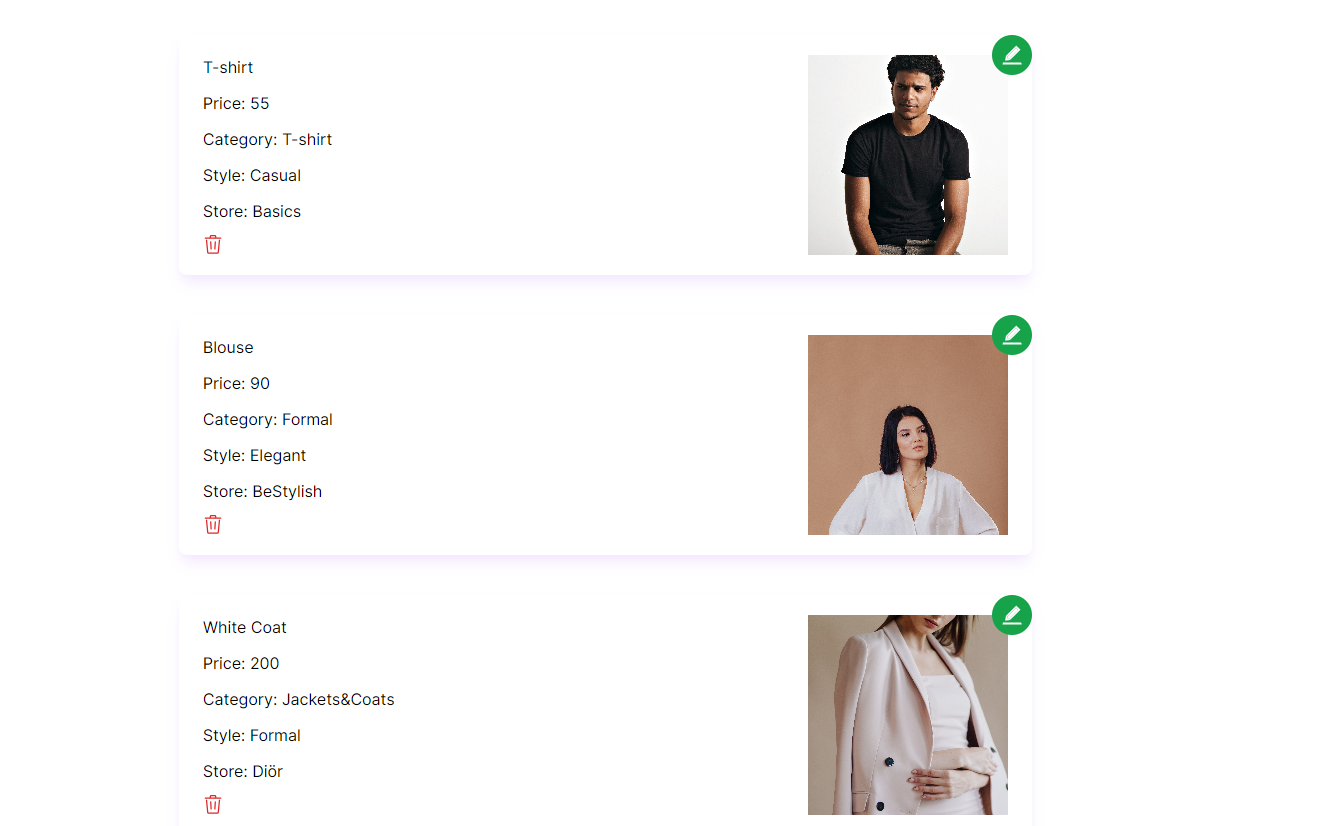 T-shirt
Price: 55
Category: T-shirt
Style: Casual
Store: Basics
Blouse
Price: 90
Category: Formal
Style: Elegant
Store: BeStylish
White Coat
Price: 200
Category: Jackets&Coats
Style: Formal
Store: Diör